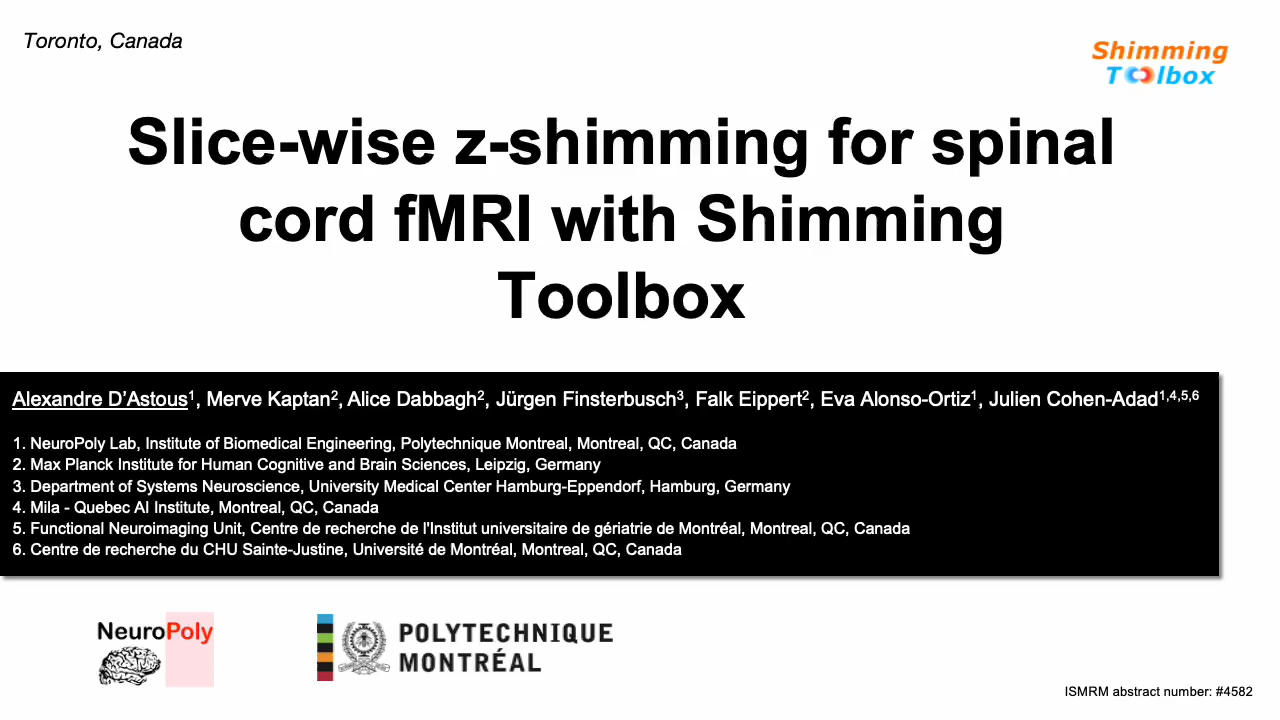 Toronto, Canada
Shimming
Toolbox
Slice-wise z-shimming for spinal
cord fMRI with Shimming
Toolbox
Alexandre D’Astous1, Merve Kaptan2, Alice Dabbagh2, Jürgen Finsterbusch3, Falk Eippert2, Eva Alonso-Ortiz1, Julien Cohen-Adad1,4,5,6
1. NeuroPoly Lab, Institute of Biomedical Engineering, Polytechnique Montreal, Montreal, QC, Canada
2. Max Planck Institute for Human Cognitive and Brain Sciences, Leipzig, Germany
3. Department of Systems Neuroscience, University Medical Center Hamburg-Eppendorf, Hamburg, Germany
4. Mila - Quebec AI Institute, Montreal, QC, Canada
5. Functional Neuroimaging Unit, Centre de recherche de l'Institut universitaire de gériatrie de Montréal, Montreal, QC, Canada
6. Centre de recherche du CHU Sainte-Justine, Université de Montréal, Montreal, QC, Canada
NeuroPoly
POLYTECHNIQUE
MONTRÉAL
ISMRM abstract number: #4582